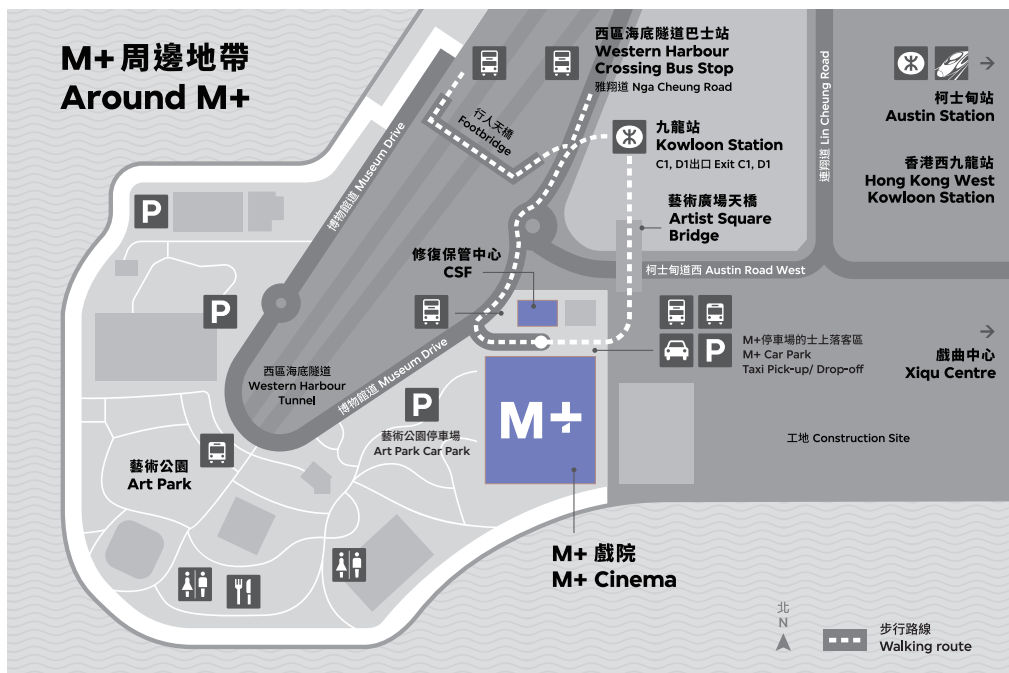 M+ 周邊地帶
Around M+
西區海底隧道巴士站
Western Harbour
Crossing Bus Stop
雅翔道 Nga Cheung Road
行人天橋
Footbridge
九龍站
Kowloon Station
C1, D1出口 Exit C1, D1
連翔道 Lin Cheung Road
柯士甸站
Austin Station
香港西九龍站
Hong Kong West
Kowloon Station
博物館道 Museum Drive
P
藝術廣場天橋
Artist Square
Bridge
修復保管中心
CSF
柯士甸道西 Austin Road West
P
P
M+停車場的士上落客區
M+ Car Park
Taxi Pick-up/ Drop-off
戲曲中心
Xiqu Centre
西區海底隧道
Western Harbour
Tunnel
博物館道 Museum Drive
P
藝術公園停車場
Art Park Car Park
M+
工地 Construction Site
藝術公園
Art Park
M+ 戲院
M+ Cinema
北
N
步行路線
Walking route